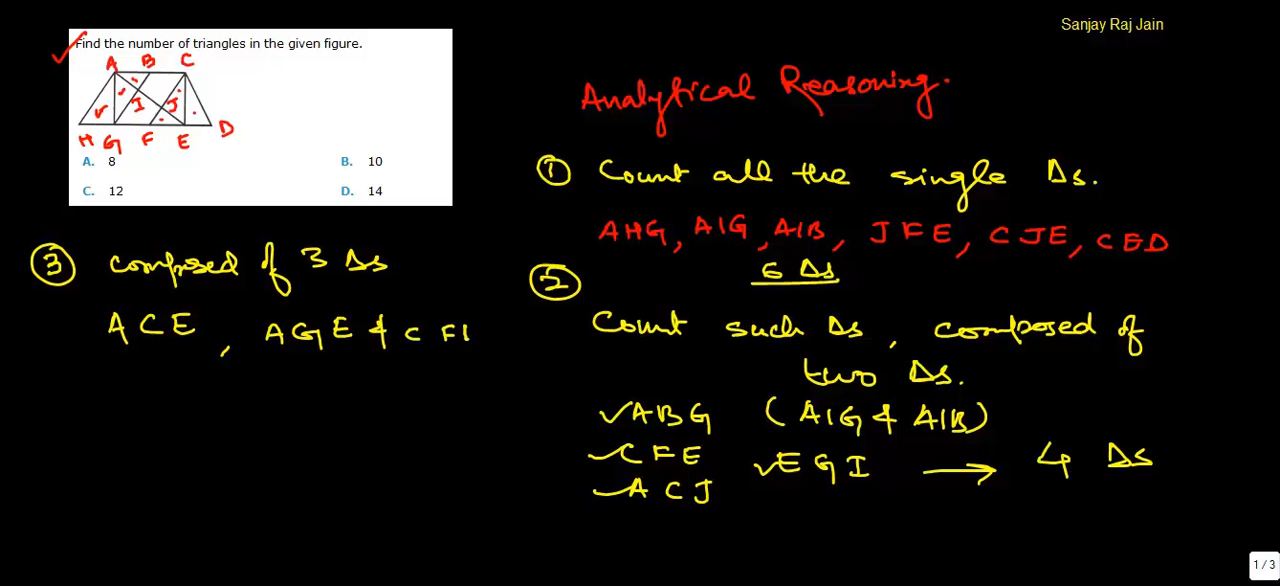 Sanjay Raj Jain
Find the number of triangles in the given figure.
A B C
I J
H G F E D
A. 8
B. 10
C. 12
D. 14
Analytical Reasoning.
① Count all the single Δs.
AHG, AIG, AIB, JFE, CJE, CED
6 Δs
② Count such Δs, composed of
two Δs.
✓ABG (AIG & AIB)
✓CFE ✓EGI → 4 Δs
✓ACJ
③ composed of 3 Δs
ACE, AGE & CFI
1 / 3